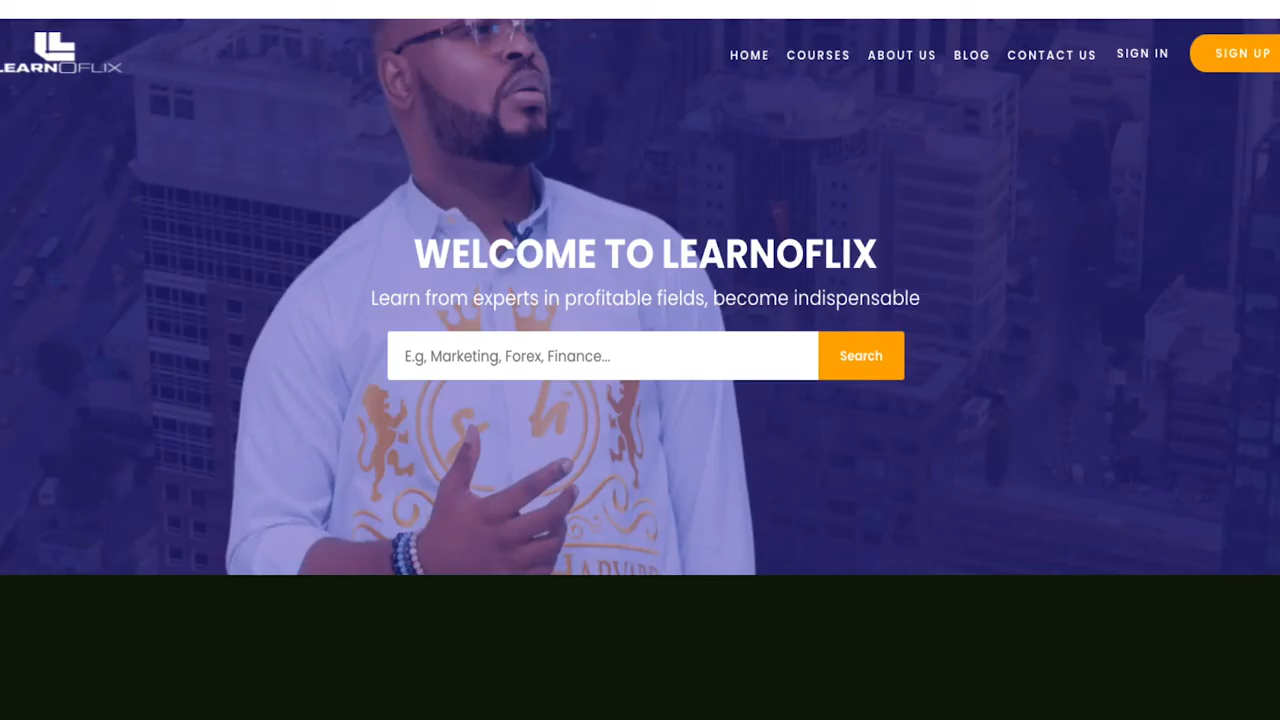 LEARNOFLIX
HOME COURSES ABOUT US BLOG CONTACT US SIGN IN SIGN UP
WELCOME TO LEARNOFLIX
Learn from experts in profitable fields, become indispensable
E.g, Marketing, Forex, Finance...
Search
S h
HARVARD